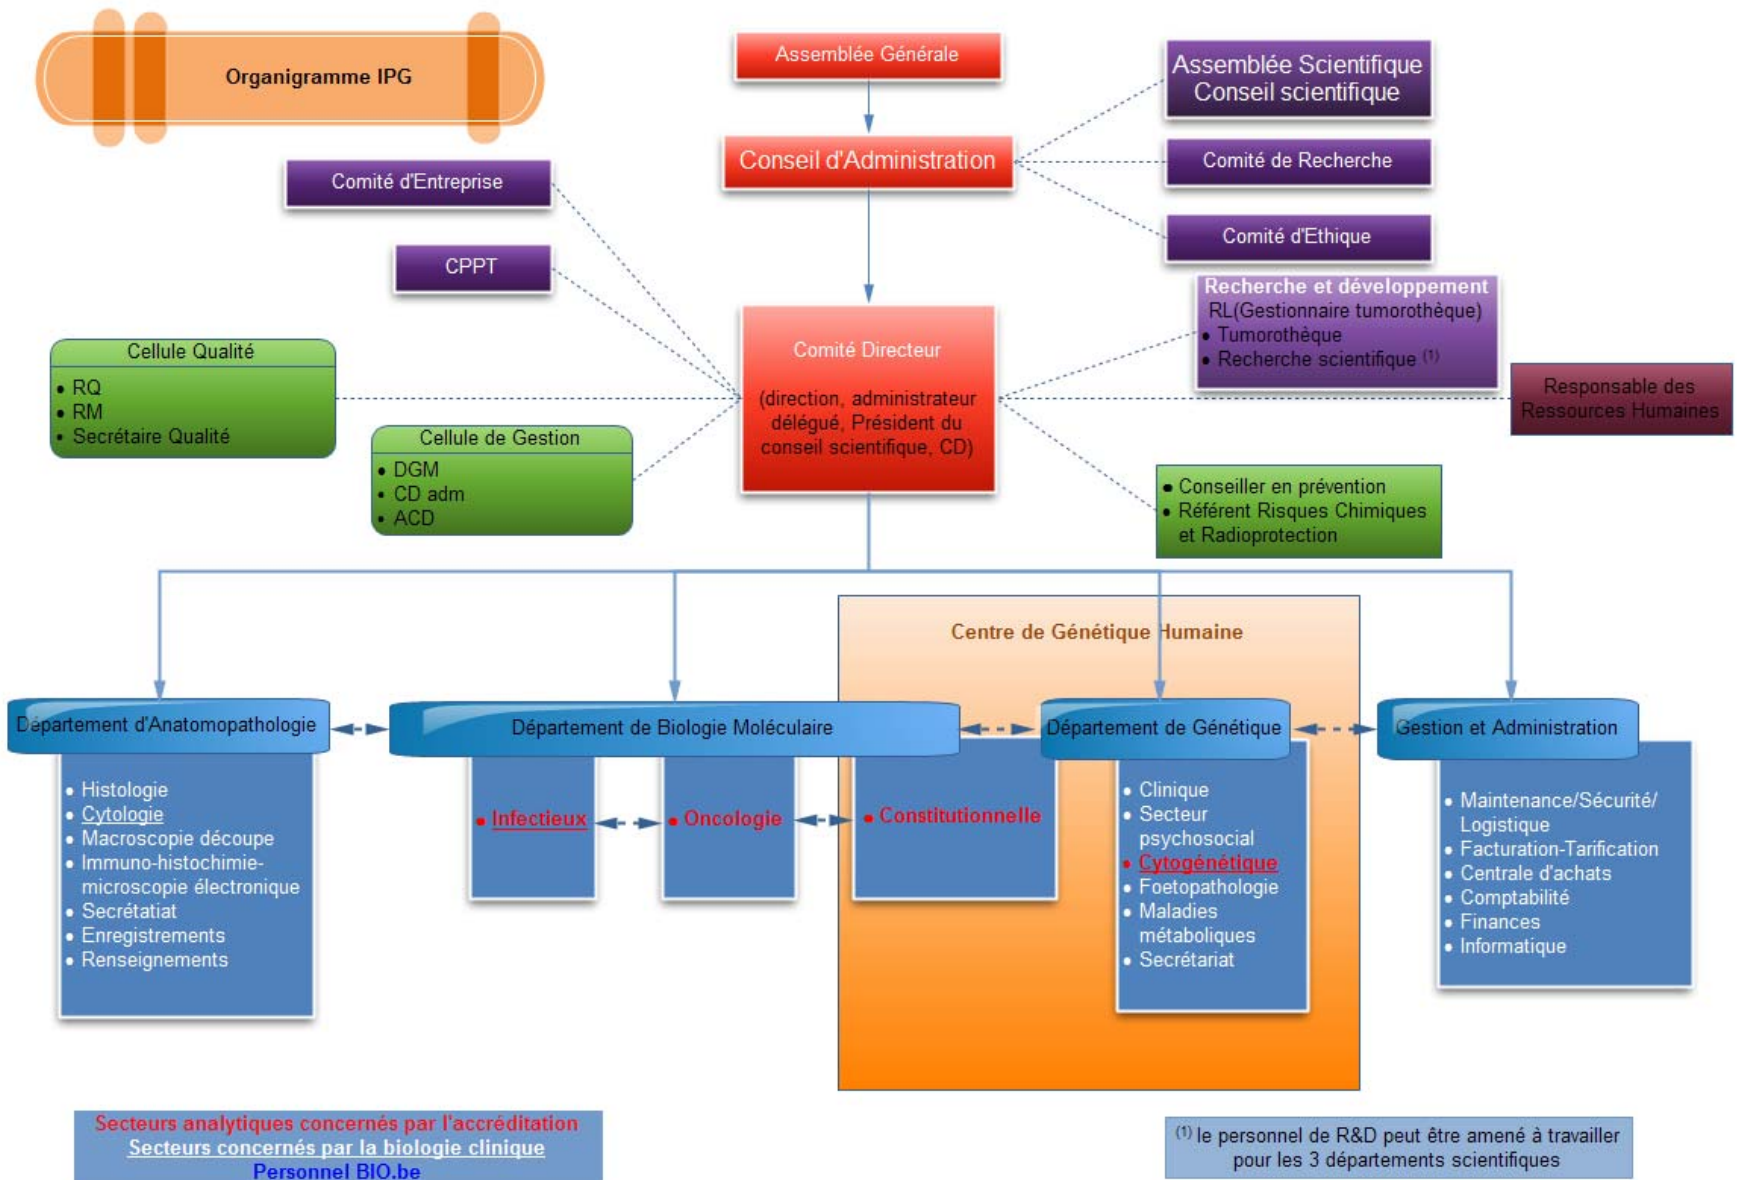 Organigramme IPG
Assemblée Générale
Assemblée Scientifique
Conseil scientifique
Conseil d'Administration
Comité de Recherche
Comité d'Entreprise
Comité d'Ethique
CPPT
Recherche et développement
RL(Gestionnaire tumorothèque)
• Tumorothèque
• Recherche scientifique (1)
Cellule Qualité
• RQ
• RM
• Secrétaire Qualité
Comité Directeur
(direction, administrateur
délégué, Président du
conseil scientifique, CD)
Responsable des
Ressources Humaines
Cellule de Gestion
• DGM
• CD adm
• ACD
• Conseiller en prévention
• Référent Risques Chimiques
et Radioprotection
Centre de Génétique Humaine
Département d'Anatomopathologie
Département de Biologie Moléculaire
Département de Génétique
Gestion et Administration
• Histologie
• Cytologie
• Macroscopie découpe
• Immuno-histochimie-
microscopie électronique
• Secrétatiat
• Enregistrements
• Renseignements
• Infectieux
• Oncologie
• Constitutionnelle
• Clinique
• Secteur
psychosocial
• Cytogénétique
• Foetopathologie
• Maladies
métaboliques
• Secrétariat
• Maintenance/Sécurité/
Logistique
• Facturation-Tarification
• Centrale d'achats
• Comptabilité
• Finances
• Informatique
Secteurs analytiques concernés par l'accréditation
Secteurs concernés par la biologie clinique
Personnel BIO.be
(1) le personnel de R&D peut être amené à travailler
pour les 3 départements scientifiques